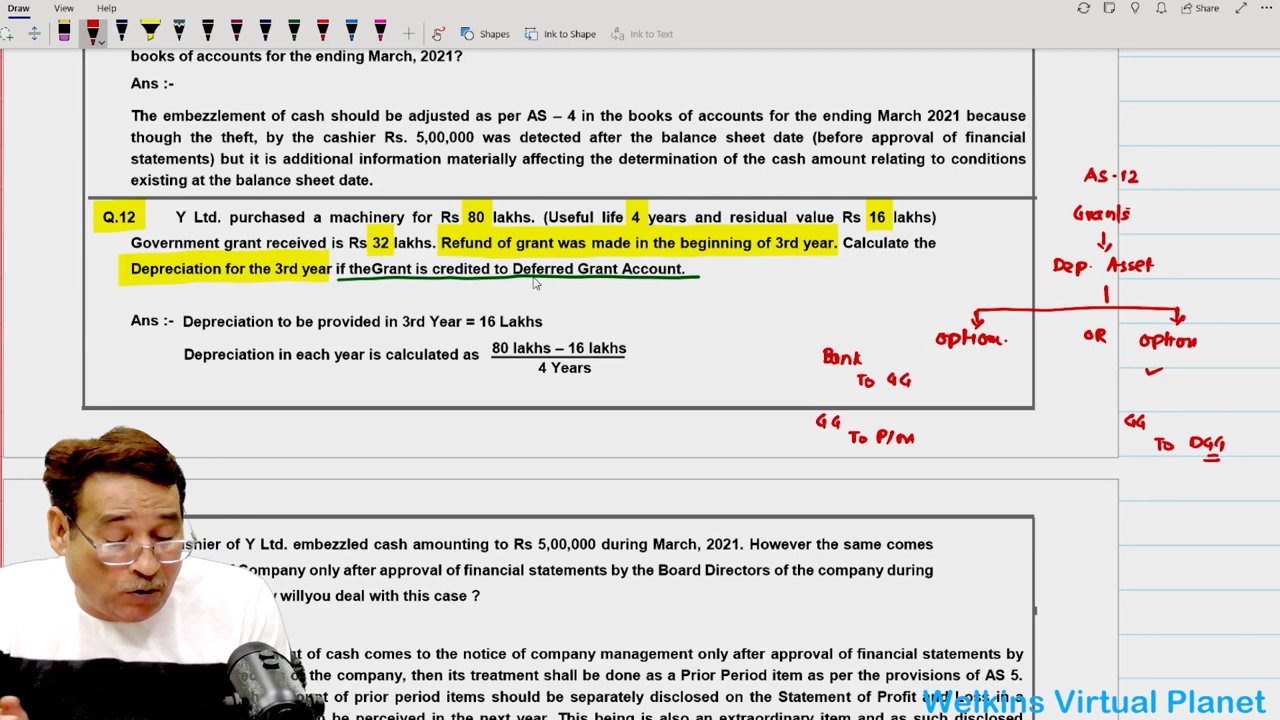 Draw View Share
Shapes Ink to Shape Ink to Text
books of accounts for the ending March, 2021?
Ans :-
The embezzlement of cash should be adjusted as per AS – 4 in the books of accounts for the ending March 2021 because
though the theft, by the cashier Rs. 5,00,000 was detected after the balance sheet date (before approval of financial
statements) but it is additional information materially affecting the determination of the cash amount relating to conditions
existing at the balance sheet date.
Q.12 Y Ltd. purchased a machinery for Rs 80 lakhs. (Useful life 4 years and residual value Rs 16 lakhs)
Government grant received is Rs 32 lakhs. Refund of grant was made in the beginning of 3rd year. Calculate the
Depreciation for the 3rd year if theGrant is credited to Deferred Grant Account.
Ans :- Depreciation to be provided in 3rd Year = 16 Lakhs
Depreciation in each year is calculated as 80 lakhs – 16 lakhs
4 Years
AS-12
Grants
Dep. Asset
Option. OR Option
Bank
To GG
GG
To P/M
GG
To DGG
shier of Y Ltd. embezzled cash amounting to Rs 5,00,000 during March, 2021. However the same comes
Company only after approval of financial statements by the Board Directors of the company during
willyou deal with this case ?
nt of cash comes to the notice of company management only after approval of financial statements by
the company, then its treatment shall be done as a Prior Period item as per the provisions of AS 5.
ount of prior period items should be separately disclosed on the Statement of Profit and Loss in a
be perceived in the next year. This being is also an extraordinary item and as such disclosed
Welkins Virtual Planet